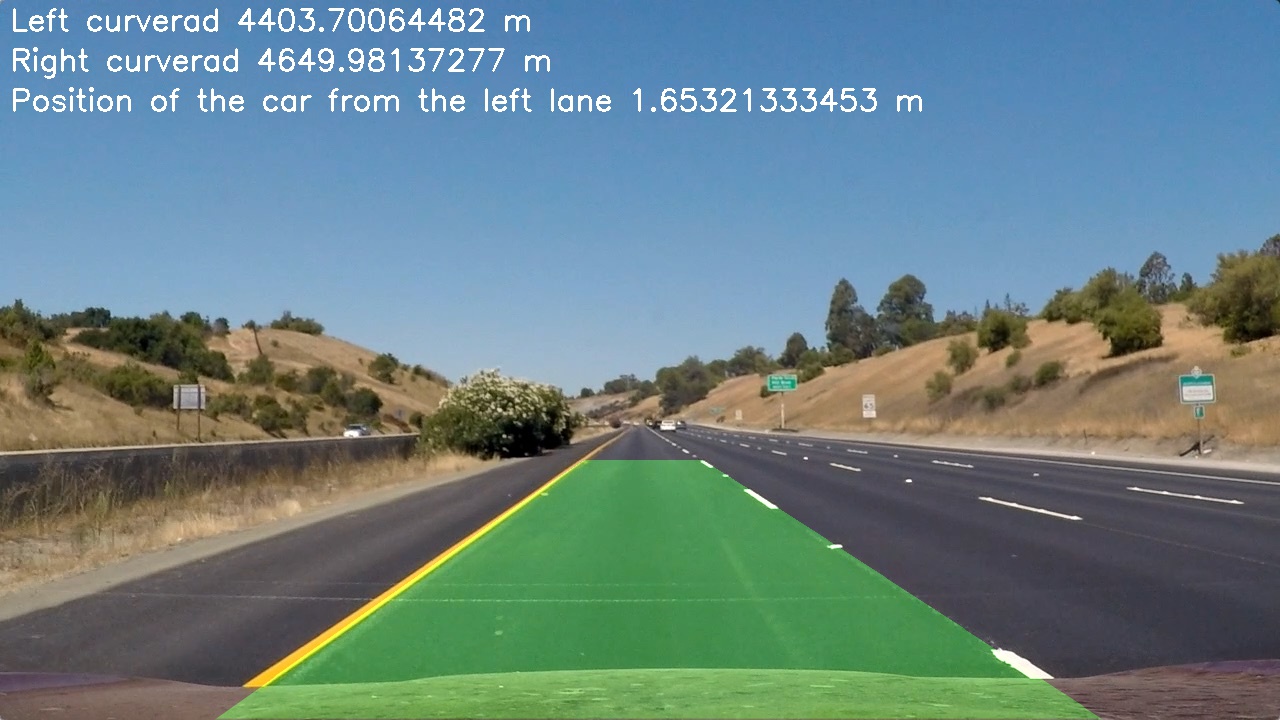 Left curverad 4403.70064482 m
Right curverad 4649.98137277 m
Position of the car from the left lane 1.65321333453 m